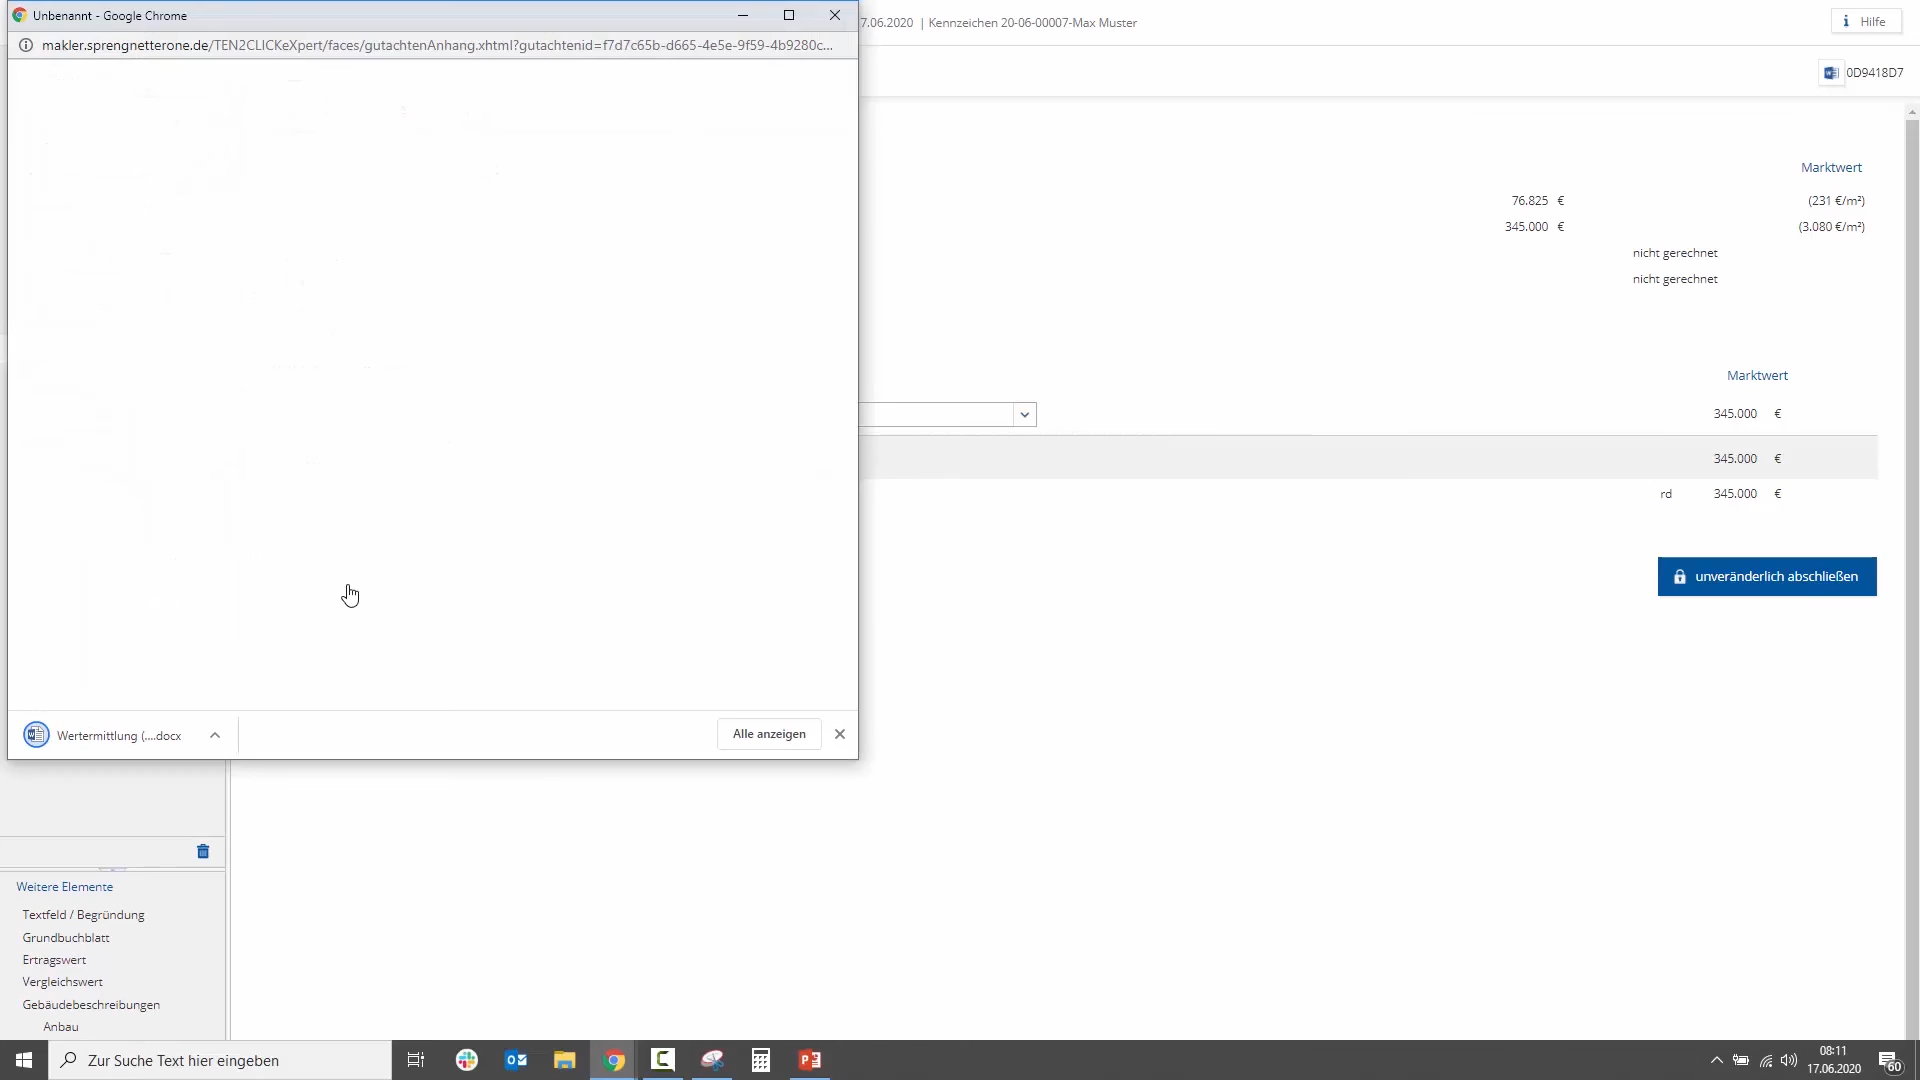 Unbenannt - Google Chrome
7.06.2020 | Kennzeichen 20-06-00007-Max Muster
Hilfe
makler.sprengnetterone.de/TEN2CLICKeXpert/faces/gutachtenAnhang.xhtml?gutachtenid=f7d7c65b-d665-4e5e-9f59-4b9280c...
0D9418D7
Marktwert
76.825 € (231 €/m²)
345.000 € (3.080 €/m²)
nicht gerechnet
nicht gerechnet
Marktwert
345.000 €
345.000 €
rd 345.000 €
unveränderlich abschließen
Wertermittlung (....docx
Alle anzeigen
Weitere Elemente
Textfeld / Begründung
Grundbuchblatt
Ertragswert
Vergleichswert
Gebäudebeschreibungen
Anbau
Zur Suche Text hier eingeben
08:11
17.06.2020
60